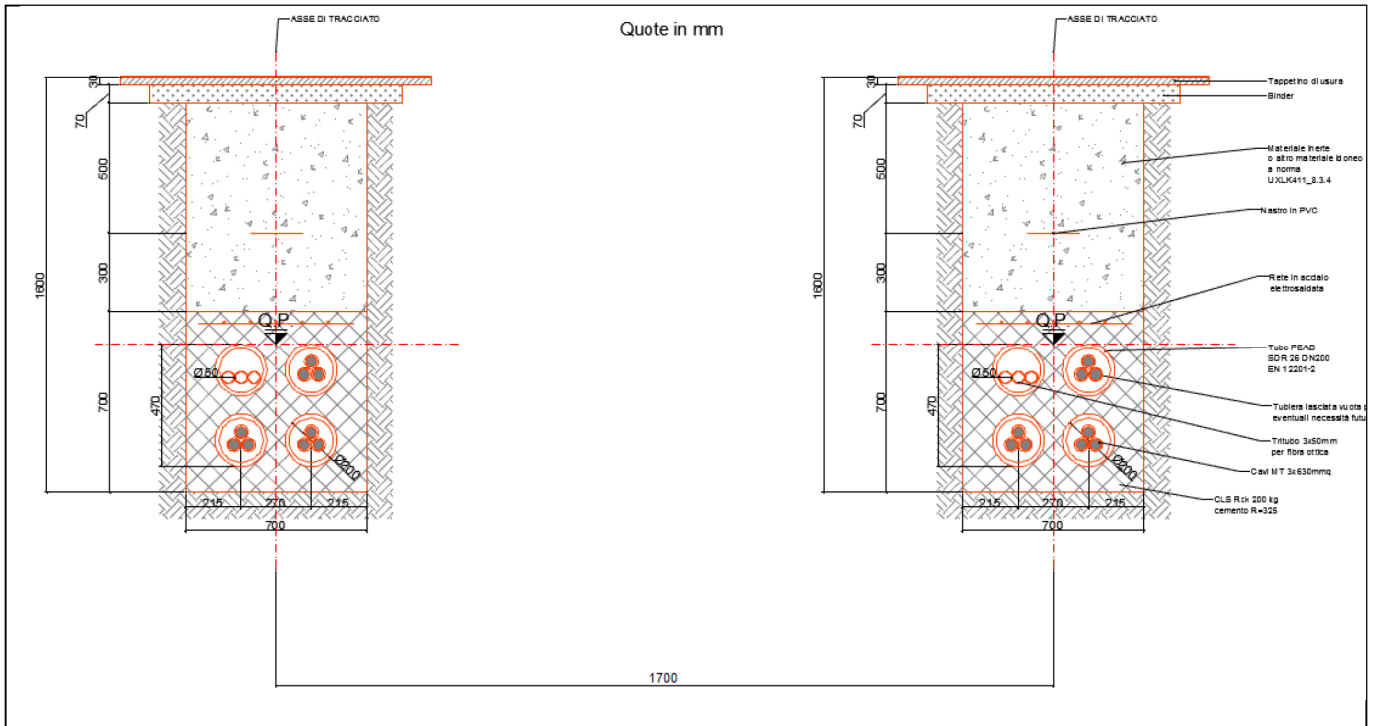 ASSE DI TRACCIATO
Quote in mm
ASSE DI TRACCIATO
30
70
500
300
1600
700
470
Q.P.
Ø50
Ø200
215
270
215
700
30
70
500
300
1600
700
470
Q.P.
Ø50
Ø200
215
270
215
700
1700
Tappetino di usura
Binder
Materiale inerte
o altro materiale idoneo
a norma
UXLK411_8.3.4
Nastro in PVC
Rete in acciaio
elettrosaldata
Tubo PEAD
SDR 26 DN200
EN 12201-2
Tubiera lasciata vuota p
eventuali necessità futu
Tritubo 3x50mm
per fibra ottica
Cavi MT 3x630mmq
CLS Rck 200 kg
cemento R=325